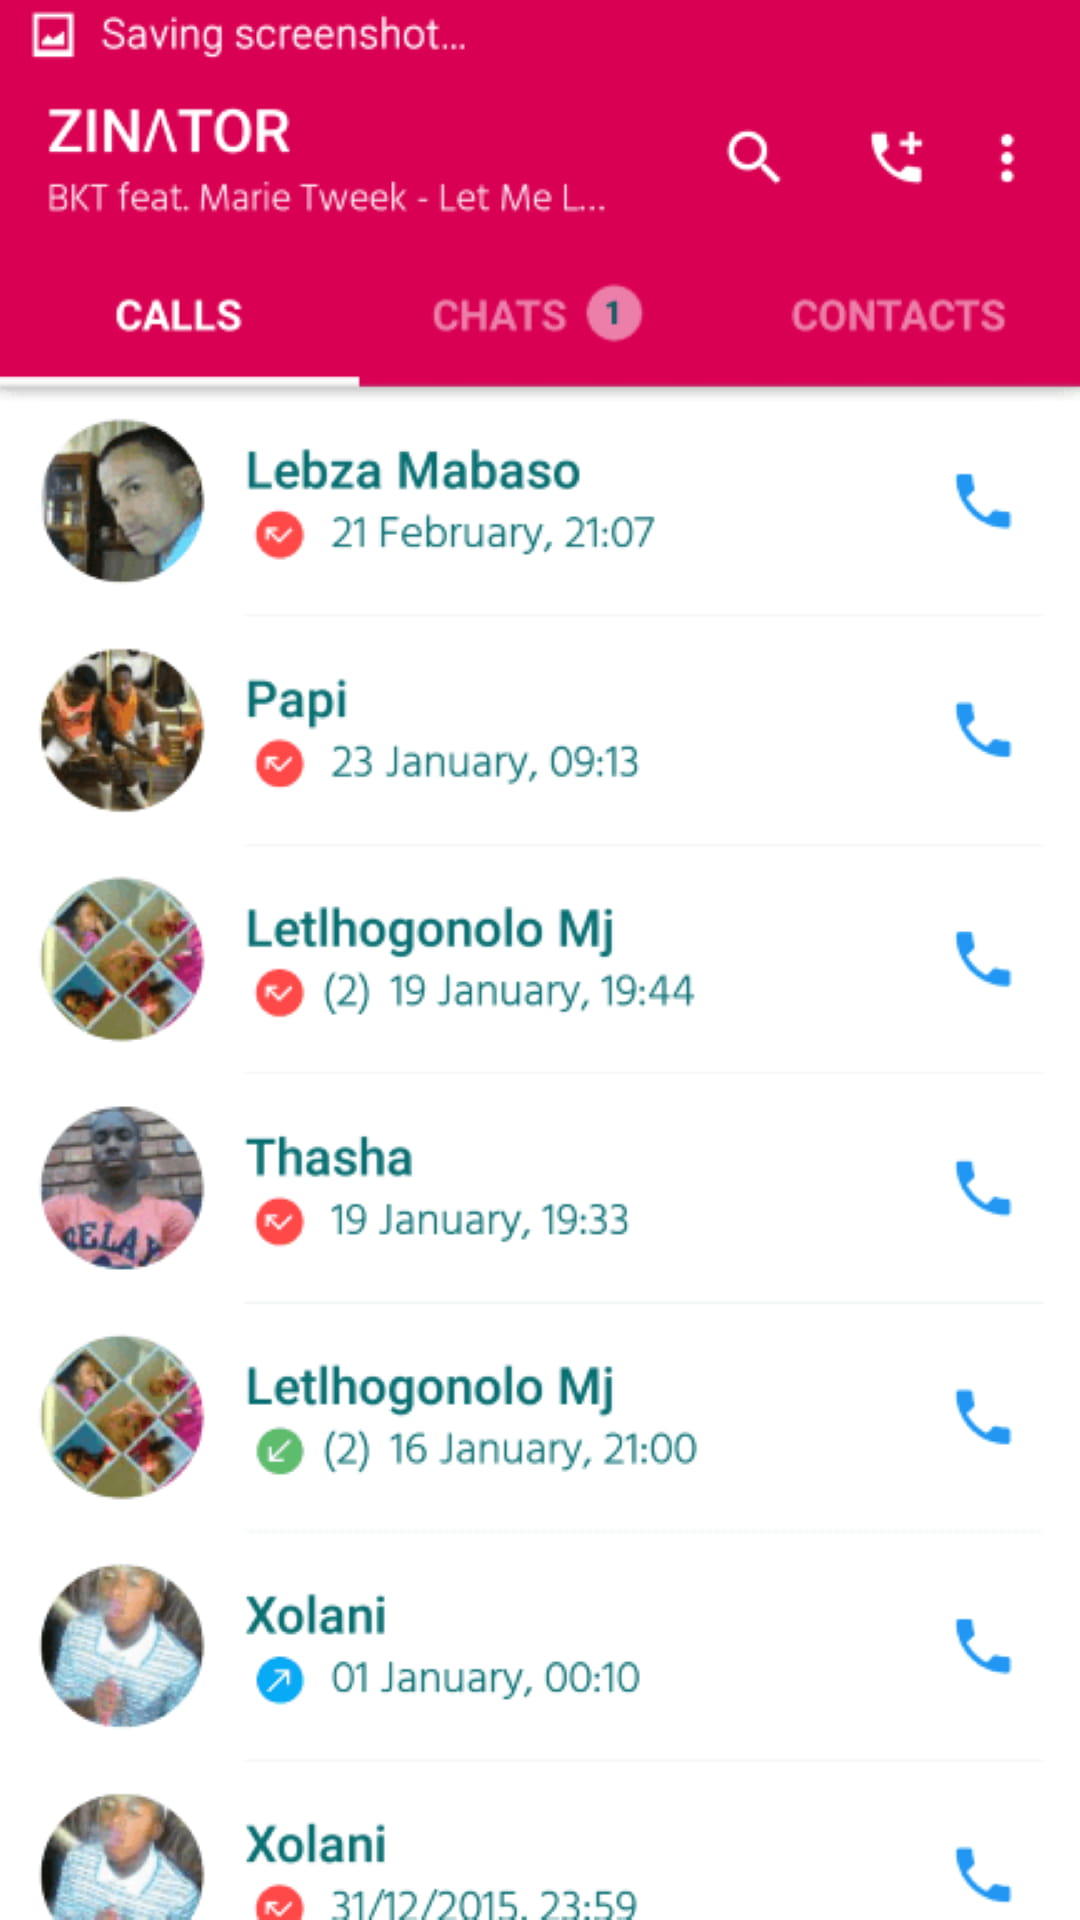 Saving screenshot...
ZINΛTOR
BKT feat. Marie Tweek - Let Me L...
CALLS
CHATS 1
CONTACTS
Lebza Mabaso
21 February, 21:07
Papi
23 January, 09:13
Letlhogonolo Mj
(2) 19 January, 19:44
Thasha
19 January, 19:33
RELAY
Letlhogonolo Mj
(2) 16 January, 21:00
Xolani
01 January, 00:10
Xolani
31/12/2015, 23:59